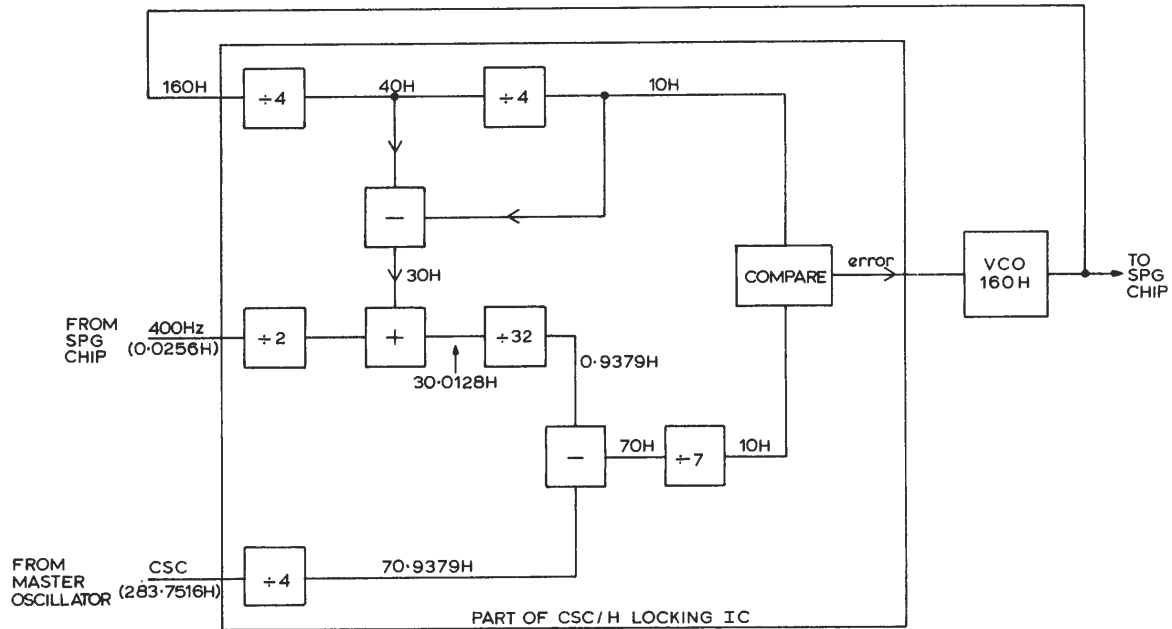 160H
÷4
40H
÷4
10H
−
30H
COMPARE
error
VCO
160H
TO
SPG
CHIP
FROM
SPG
CHIP
400Hz
(0·0256H)
÷2
+
÷32
30·0128H
0·9379H
−
70H
÷7
10H
FROM
MASTER
OSCILLATOR
CSC
(283.7516H)
÷4
70·9379H
PART OF CSC/H LOCKING IC